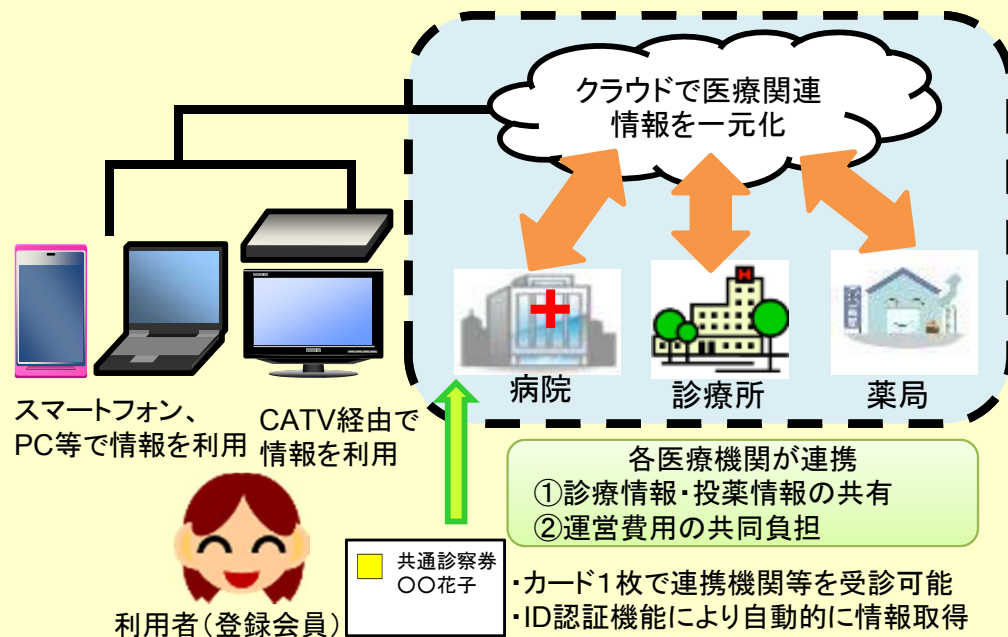 クラウドで医療関連
情報を一元化
病院
診療所
薬局
スマートフォン、
PC等で情報を利用
CATV経由で
情報を利用
各医療機関が連携
①診療情報・投薬情報の共有
②運営費用の共同負担
共通診察券
〇〇花子
・カード1枚で連携機関等を受診可能
・ID認証機能により自動的に情報取得
利用者（登録会員）
H